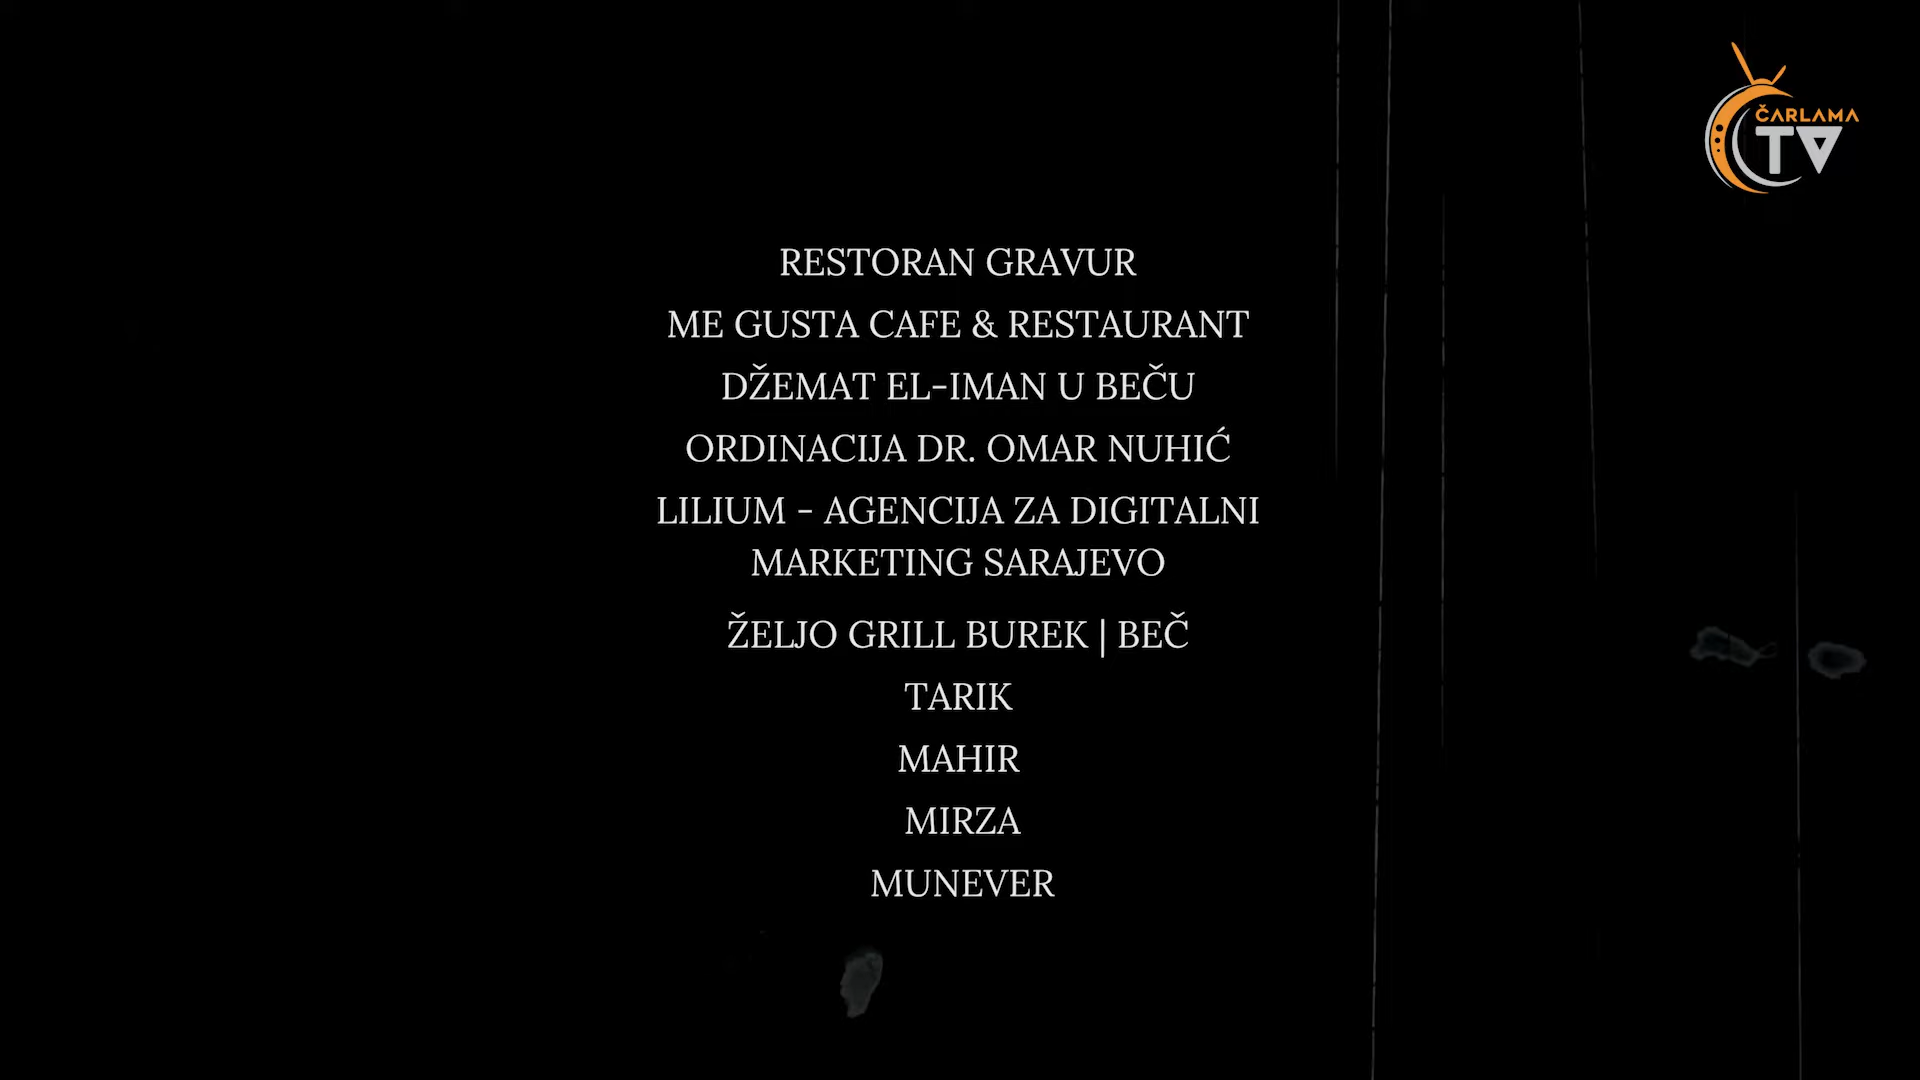 ČARLAMA
TV
RESTORAN GRAVUR
ME GUSTA CAFE & RESTAURANT
DŽEMAT EL-IMAN U BEČU
ORDINACIJA DR. OMAR NUHIĆ
LILIUM - AGENCIJA ZA DIGITALNI
MARKETING SARAJEVO
ŽELJO GRILL BUREK | BEČ
TARIK
MAHIR
MIRZA
MUNEVER